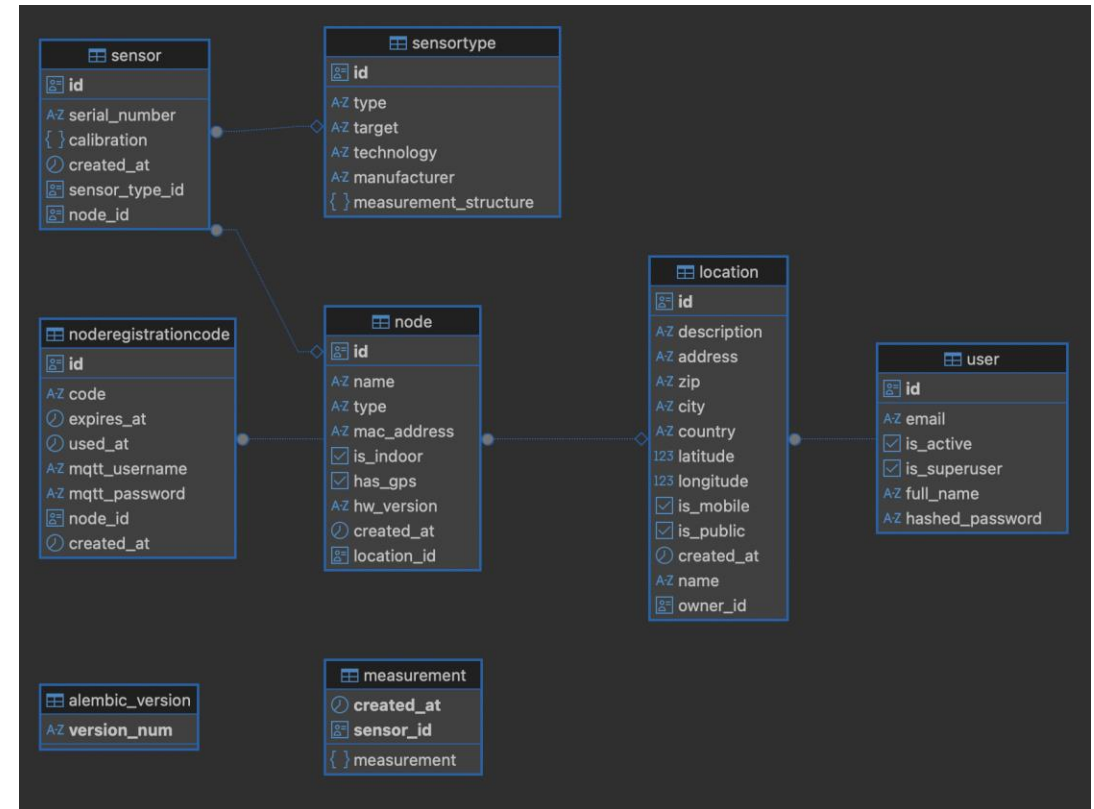 sensor
id
A-Z serial_number
{ } calibration
created_at
sensor_type_id
node_id
sensortype
id
A-Z type
A-Z target
A-Z technology
A-Z manufacturer
{ } measurement_structure
noderegistrationcode
id
A-Z code
expires_at
used_at
A-Z mqtt_username
A-Z mqtt_password
node_id
created_at
node
id
A-Z name
A-Z type
A-Z mac_address
is_indoor
has_gps
A-Z hw_version
created_at
location_id
location
id
A-Z description
A-Z address
A-Z zip
A-Z city
A-Z country
123 latitude
123 longitude
is_mobile
is_public
created_at
A-Z name
owner_id
user
id
A-Z email
is_active
is_superuser
A-Z full_name
A-Z hashed_password
alembic_version
A-Z version_num
measurement
created_at
sensor_id
{ } measurement